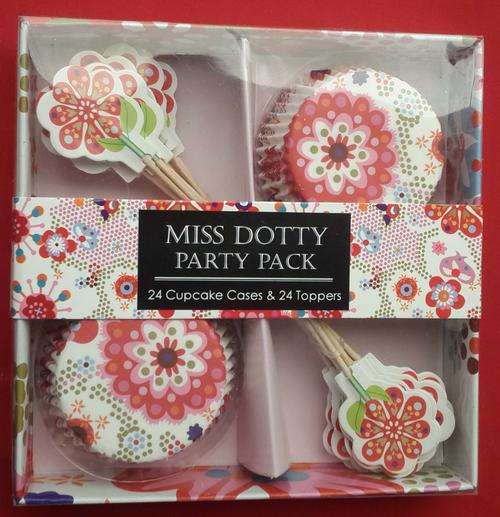 MISS DOTTY
PARTY PACK
24 Cupcake Cases & 24 Toppers